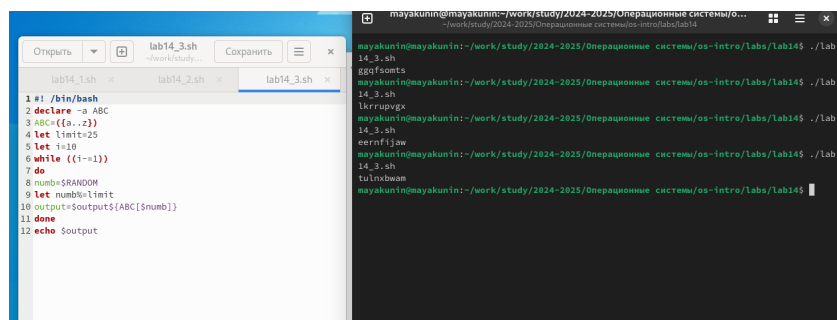 Открыть
lab14_3.sh
~/work/study...
Сохранить
lab14_1.sh
lab14_2.sh
lab14_3.sh
1 #! /bin/bash
2 declare -a ABC
3 ABC=({a..z})
4 let limit=25
5 let i=10
6 while ((i-=1))
7 do
8 numb=$RANDOM
9 let numb%=limit
10 output=$output${ABC[$numb]}
11 done
12 echo $output
mayakunin@mayakunin:~/work/study/2024-2025/Операционные системы/о...
~/work/study/2024-2025/Операционные системы/os-intro/labs/lab14
mayakunin@mayakunin:~/work/study/2024-2025/Операционные системы/os-intro/labs/lab14$ ./lab
14_3.sh
ggqfsomts
mayakunin@mayakunin:~/work/study/2024-2025/Операционные системы/os-intro/labs/lab14$ ./lab
14_3.sh
lkrrupvgx
mayakunin@mayakunin:~/work/study/2024-2025/Операционные системы/os-intro/labs/lab14$ ./lab
14_3.sh
eernfijaw
mayakunin@mayakunin:~/work/study/2024-2025/Операционные системы/os-intro/labs/lab14$ ./lab
14_3.sh
tulnxbwam
mayakunin@mayakunin:~/work/study/2024-2025/Операционные системы/os-intro/labs/lab14$